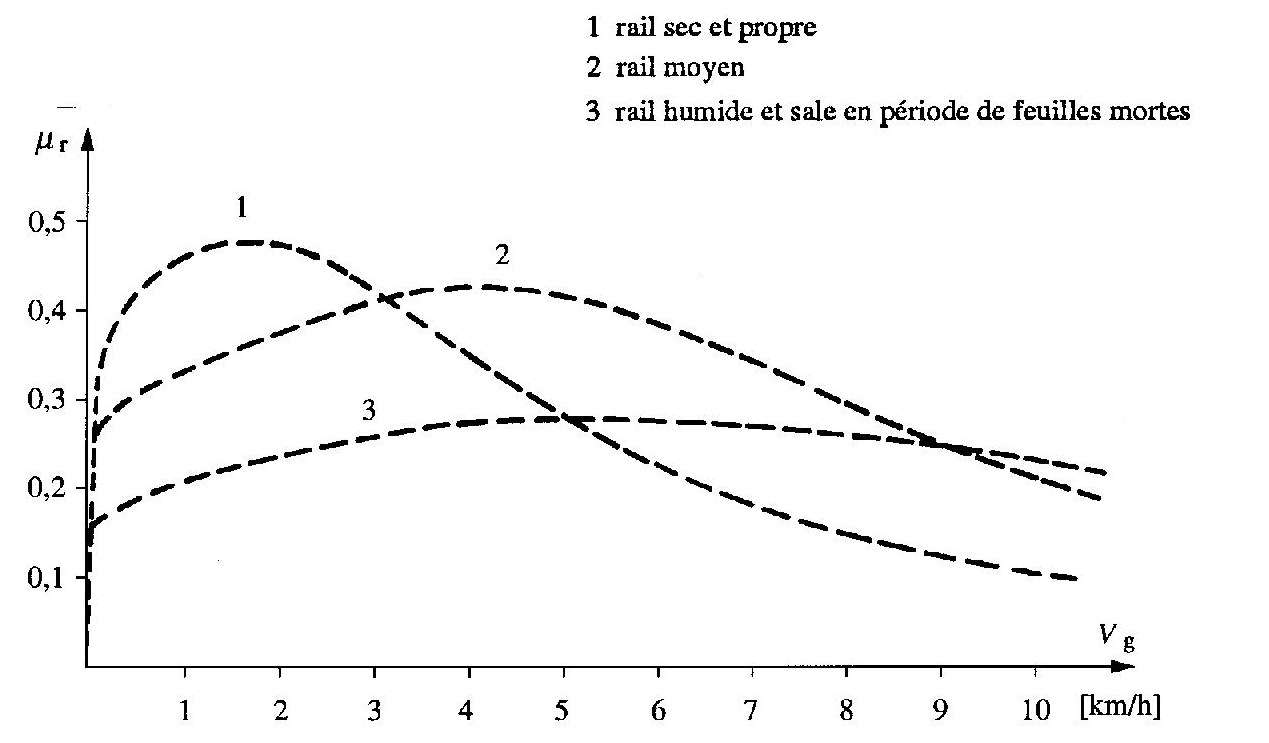 1 rail sec et propre
2 rail moyen
3 rail humide et sale en période de feuilles mortes
μr
0,5
0,4
0,3
0,2
0,1
1
2
3
Vg
1 2 3 4 5 6 7 8 9 10 [km/h]